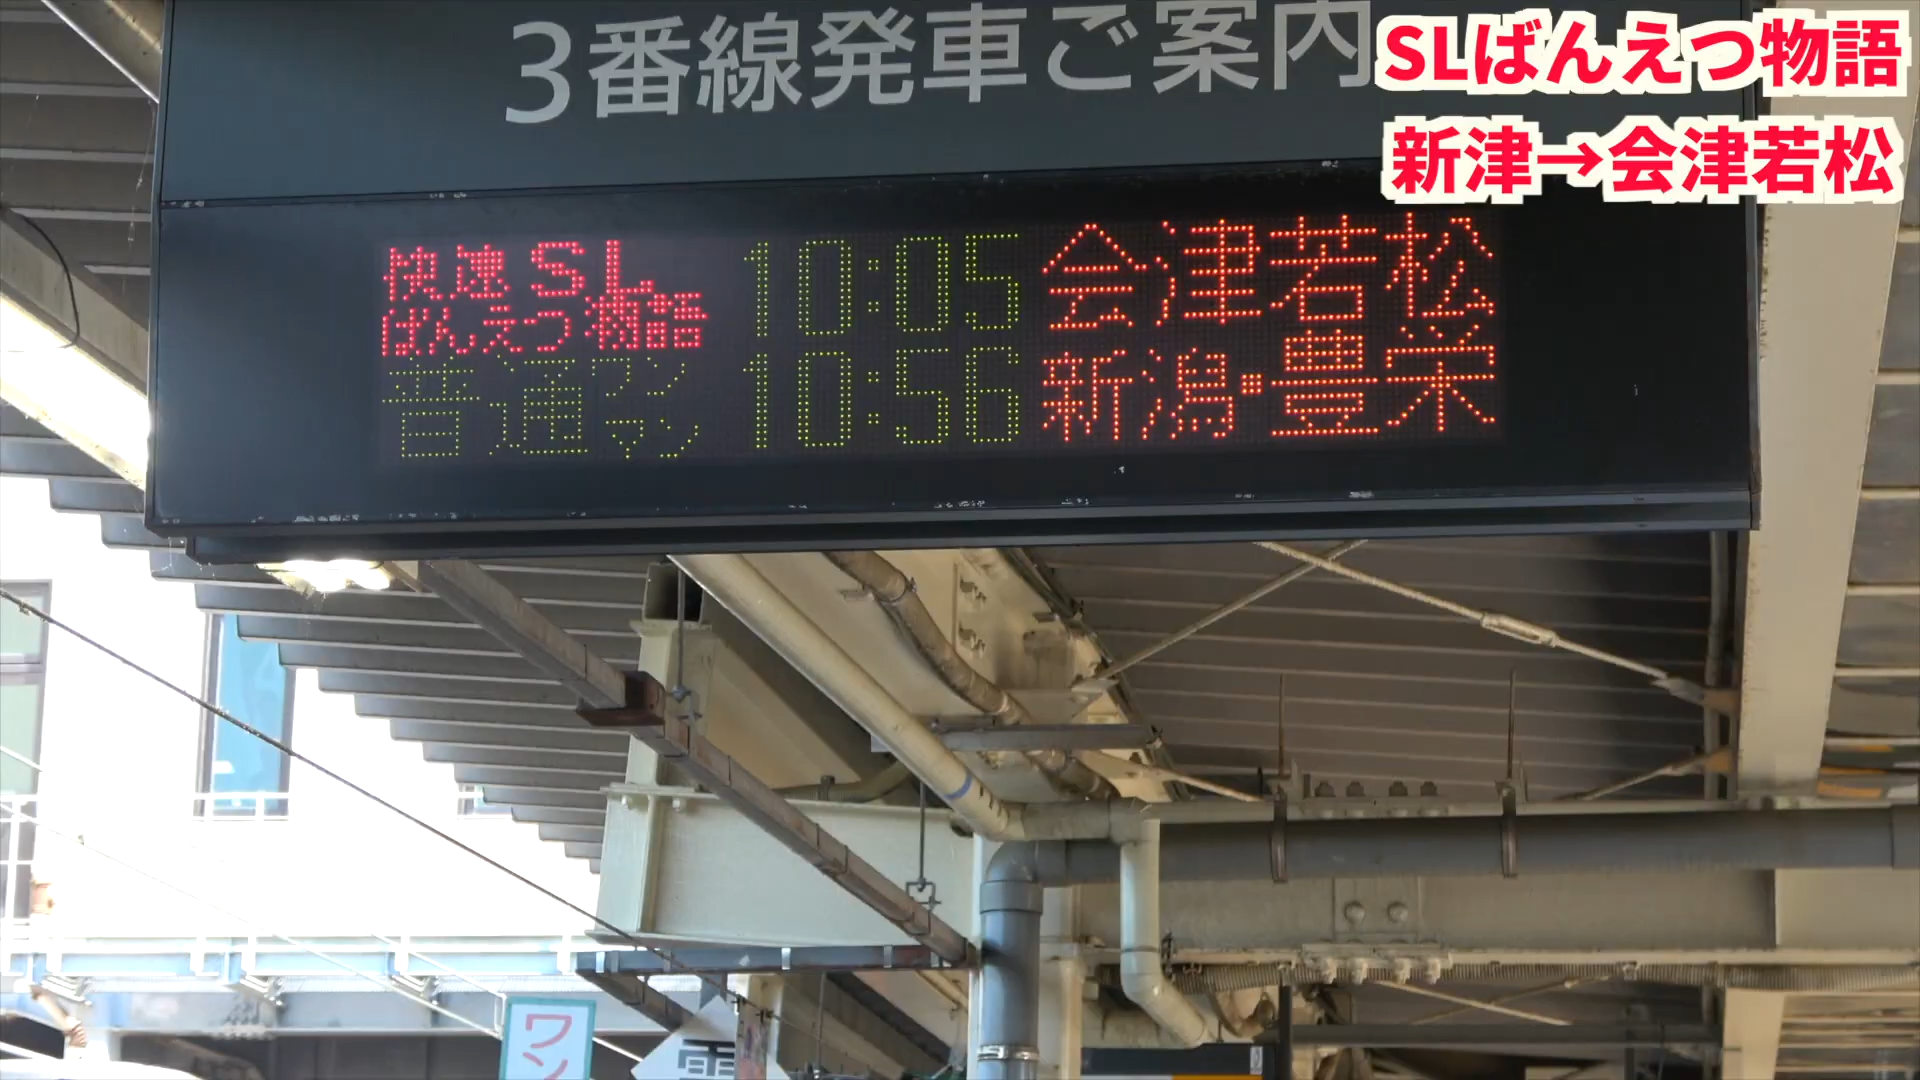 3番線発車ご案内
SLばんえつ物語
新津→会津若松
快速SLばんえつ物語 10:05 会津若松
普通ワンマン 10:56 新潟・豊栄
ワン
電